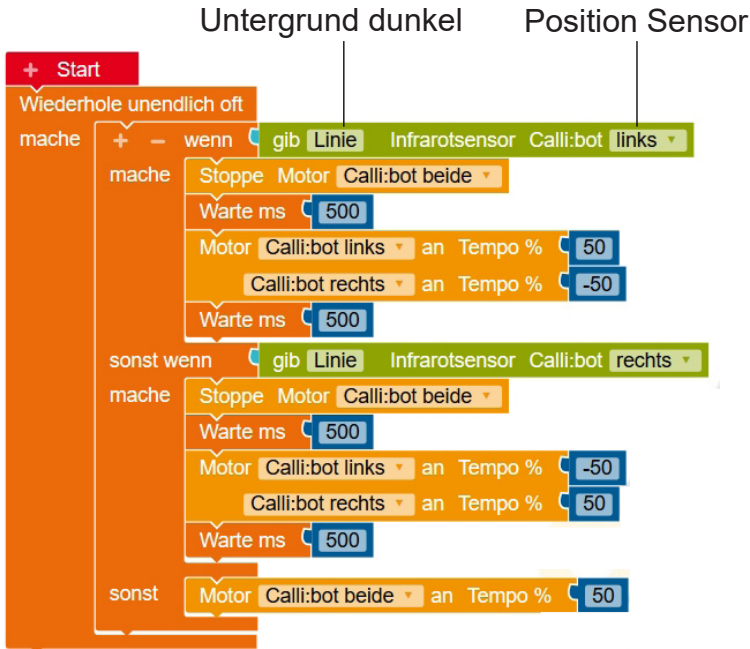 Untergrund dunkel Position Sensor
+ Start
Wiederhole unendlich oft
mache + - wenn gib Linie Infrarotsensor Calli:bot links
mache Stoppe Motor Calli:bot beide
Warte ms 500
Motor Calli:bot links an Tempo % 50
Calli:bot rechts an Tempo % -50
Warte ms 500
sonst wenn gib Linie Infrarotsensor Calli:bot rechts
mache Stoppe Motor Calli:bot beide
Warte ms 500
Motor Calli:bot links an Tempo % -50
Calli:bot rechts an Tempo % 50
Warte ms 500
sonst Motor Calli:bot beide an Tempo % 50